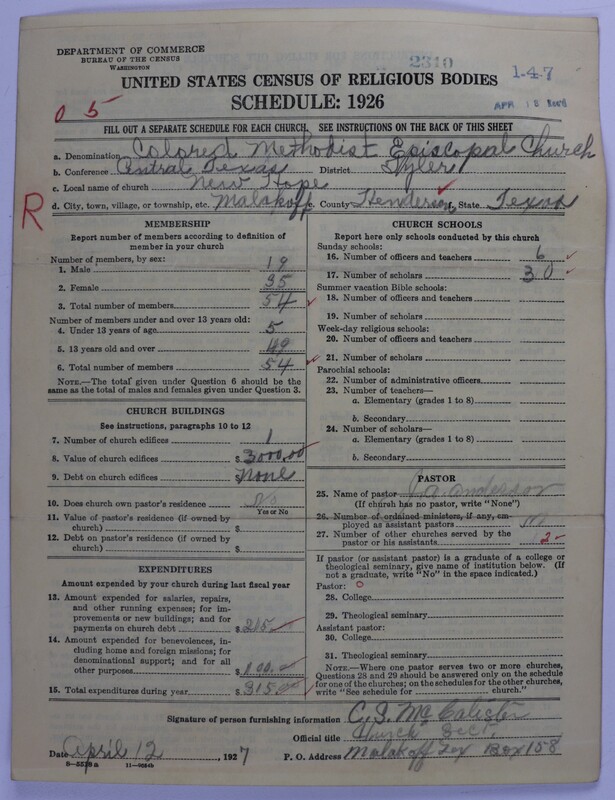 DEPARTMENT OF COMMERCE
BUREAU OF THE CENSUS
WASHINGTON
2310
1-4-7
UNITED STATES CENSUS OF RELIGIOUS BODIES
SCHEDULE: 1926
0 5
APR 18
FILL OUT A SEPARATE SCHEDULE FOR EACH CHURCH. SEE INSTRUCTIONS ON THE BACK OF THIS SHEET
a. Denomination Colored Methodist Episcopal Church
b. Conference Central Texas District Tyler
c. Local name of church New Hope
R
d. City, town, village, or township, etc. Malakoff e. County Henderson f. State Texas
MEMBERSHIP
Report number of members according to definition of member in your church
Number of members, by sex:
1. Male 19
2. Female 35
3. Total number of members 54
Number of members under and over 13 years old:
4. Under 13 years of age 5
5. 13 years old and over 49
6. Total number of members 54
NOTE.—The total given under Question 6 should be the same as the total of males and females given under Question 3.
CHURCH BUILDINGS
See instructions, paragraphs 10 to 12
7. Number of church edifices 1
8. Value of church edifices $3000.00
9. Debt on church edifices $None
10. Does church own pastor's residence? No
Yes or No
11. Value of pastor's residence (if owned by church) $
12. Debt on pastor's residence (if owned by church) $
EXPENDITURES
Amount expended by your church during last fiscal year
13. Amount expended for salaries, repairs, and other running expenses; for improvements or new buildings; and for payments on church debt $215
14. Amount expended for benevolences, including home and foreign missions; for denominational support; and for all other purposes $100.00
15. Total expenditures during year $315.00
CHURCH SCHOOLS
Report here only schools conducted by this church
Sunday schools:
16. Number of officers and teachers 6
17. Number of scholars 30
Summer vacation Bible schools:
18. Number of officers and teachers
19. Number of scholars
Week-day religious schools:
20. Number of officers and teachers
21. Number of scholars
Parochial schools:
22. Number of administrative officers
23. Number of teachers—
a. Elementary (grades 1 to 8)
b. Secondary
24. Number of scholars—
a. Elementary (grades 1 to 8)
b. Secondary
PASTOR
25. Name of pastor J.A. Anderson
(If church has no pastor, write "None")
26. Number of ordained ministers, if any, employed as assistant pastors
27. Number of other churches served by the pastor or his assistants 2
If pastor (or assistant pastor) is a graduate of a college or theological seminary, give name of institution below. (If not a graduate, write "No" in the space indicated.)
Pastor: 0
28. College
29. Theological seminary
Assistant pastor:
30. College
31. Theological seminary
NOTE.—Where one pastor serves two or more churches, Questions 28 and 29 should be answered only on the schedule for one of the churches; on the schedules for the other churches, write "See schedule for church."
Signature of person furnishing information C. I. McCalister
Official title Church Sect.
Date April 12, 1927 P. O. Address Malakoff Tex Box 158